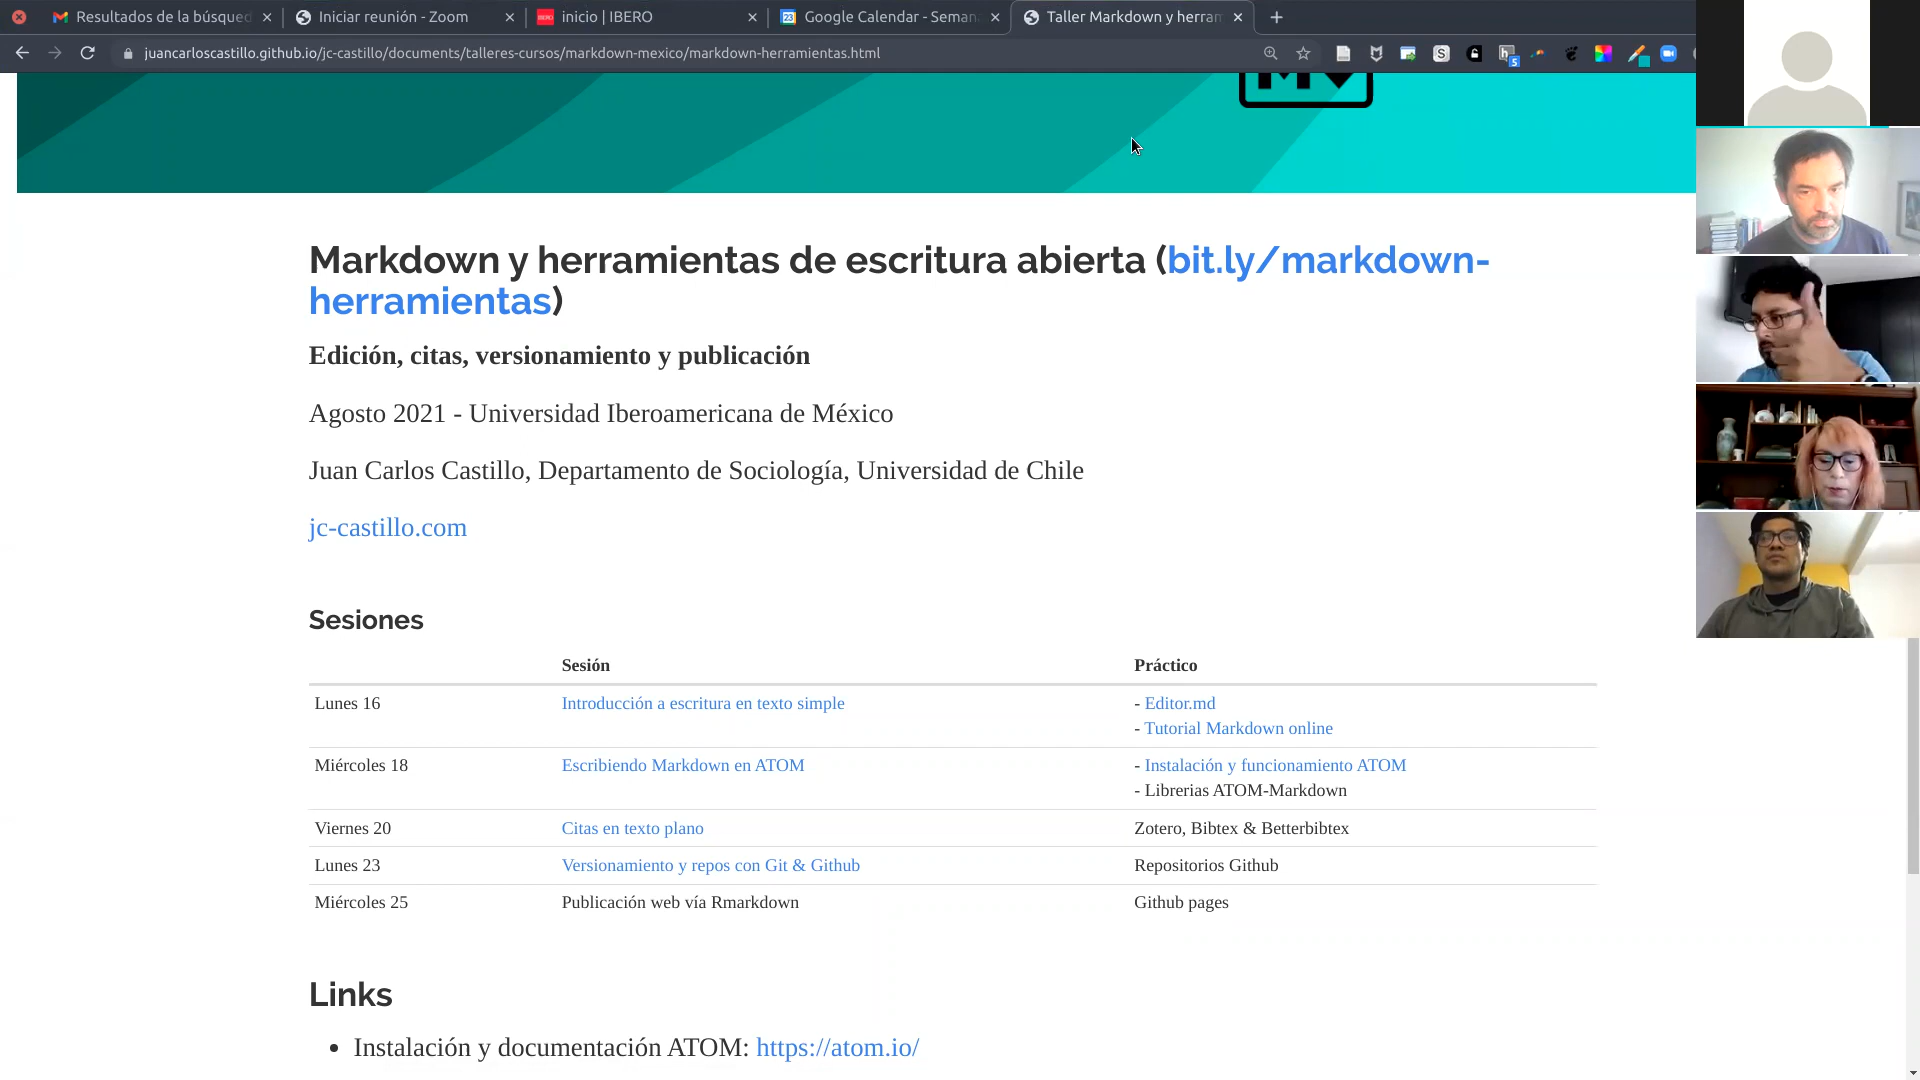 Resultados de la búsqued
Iniciar reunión - Zoom
inicio | IBERO
Google Calendar - Seman
Taller Markdown y herram
juancarloscastillo.github.io/jc-castillo/documents/talleres-cursos/markdown-mexico/markdown-herramientas.html
Markdown y herramientas de escritura abierta (bit.ly/markdown-
herramientas)
Edición, citas, versionamiento y publicación
Agosto 2021 - Universidad Iberoamericana de México
Juan Carlos Castillo, Departamento de Sociología, Universidad de Chile
jc-castillo.com
Sesiones
Sesión Práctico
Lunes 16 Introducción a escritura en texto simple - Editor.md
- Tutorial Markdown online
Miércoles 18 Escribiendo Markdown en ATOM - Instalación y funcionamiento ATOM
- Librerias ATOM-Markdown
Viernes 20 Citas en texto plano Zotero, Bibtex & Betterbibtex
Lunes 23 Versionamiento y repos con Git & Github Repositorios Github
Miércoles 25 Publicación web vía Rmarkdown Github pages
Links
• Instalación y documentación ATOM: https://atom.io/